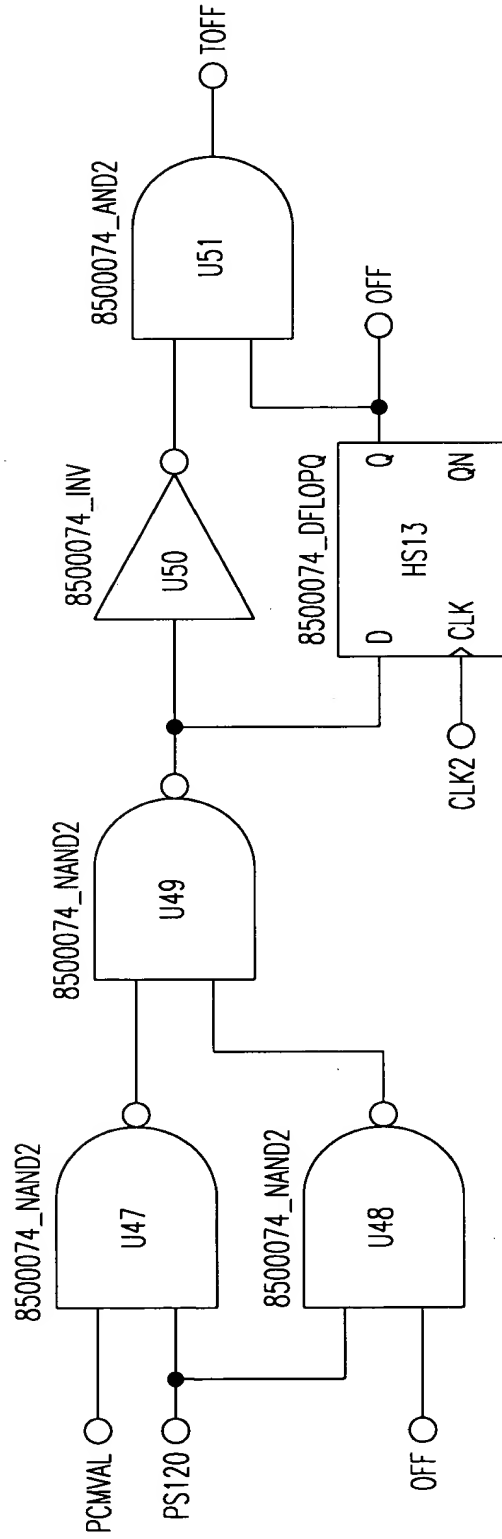 PCMVAL
PS120
OFF
8500074_NAND2
U47
8500074_NAND2
U48
8500074_NAND2
U49
8500074_INV
U50
8500074_DFLOPQ
D
Q
HS13
CLK
QN
CLK2
8500074_AND2
U51
TOFF
OFF